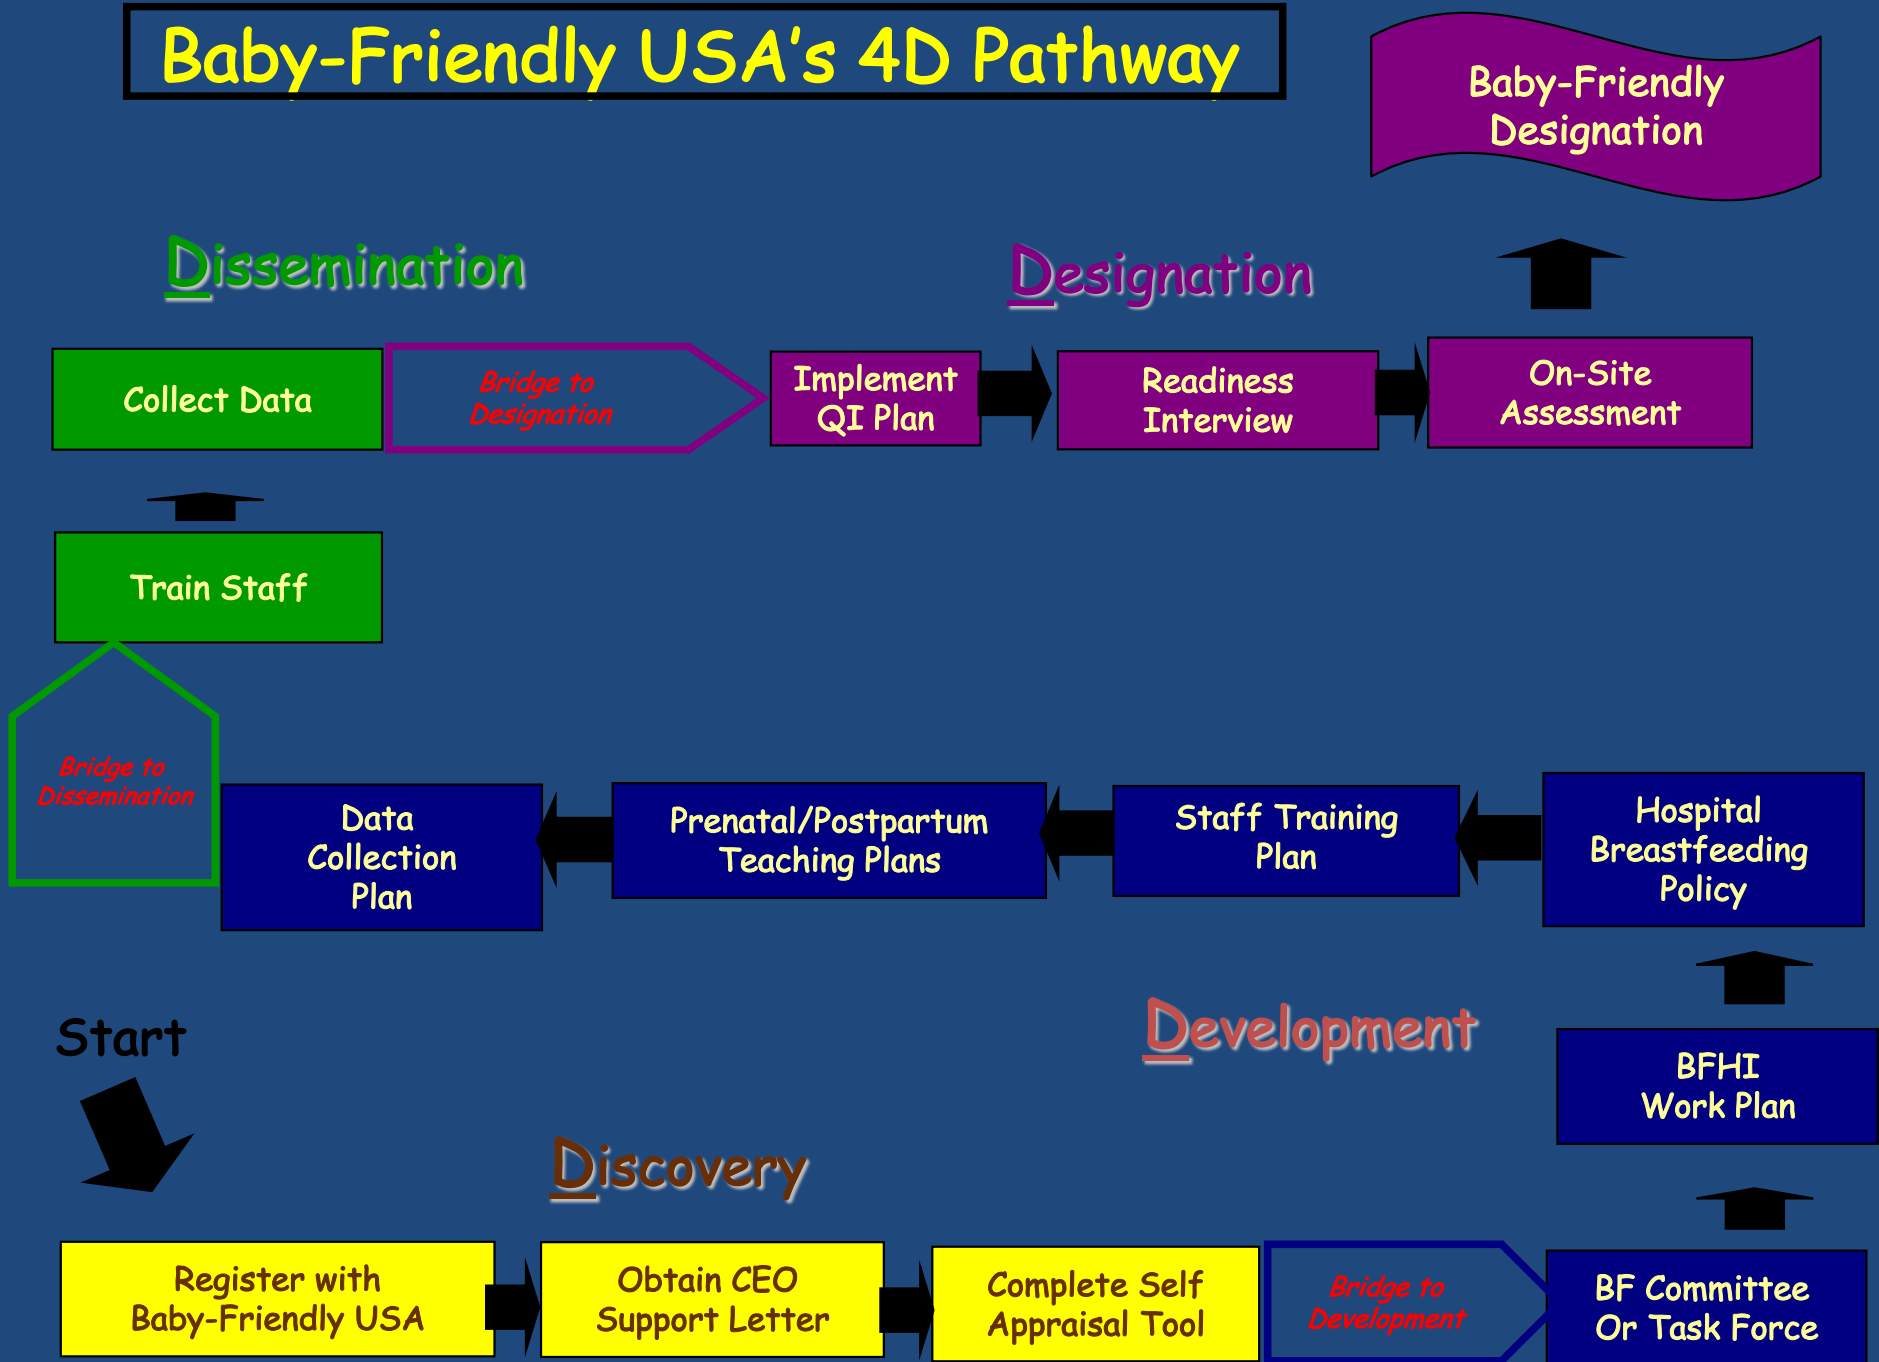 Baby-Friendly USA's 4D Pathway
Baby-Friendly
Designation
Dissemination
Designation
Collect Data
Bridge to
Designation
Implement
QI Plan
Readiness
Interview
On-Site
Assessment
Train Staff
Bridge to
Dissemination
Data
Collection
Plan
Prenatal/Postpartum
Teaching Plans
Staff Training
Plan
Hospital
Breastfeeding
Policy
Start
Development
BFHI
Work Plan
Discovery
Register with
Baby-Friendly USA
Obtain CEO
Support Letter
Complete Self
Appraisal Tool
Bridge to
Development
BF Committee
Or Task Force